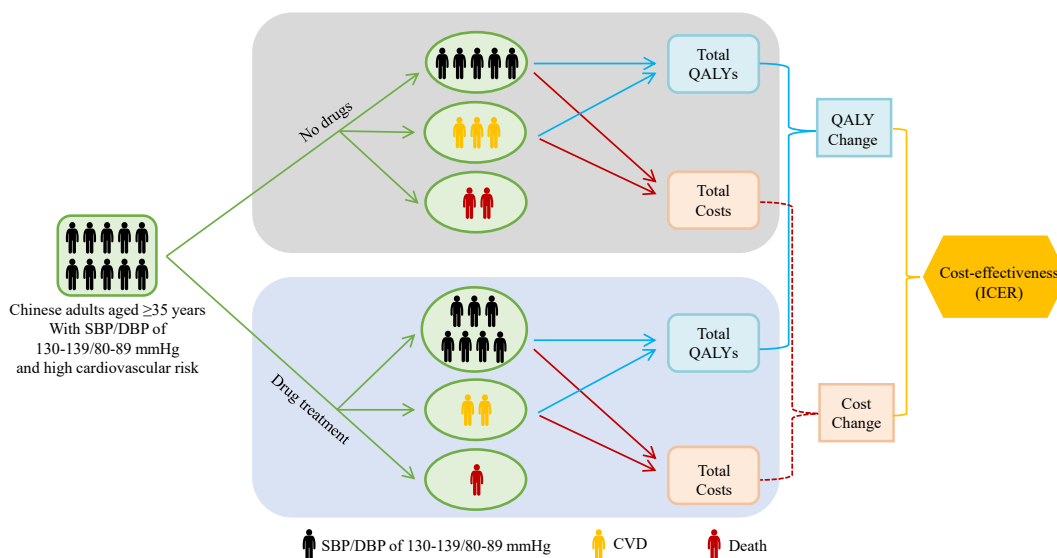 No drugs
Total
QALYs
Total
Costs
QALY
Change
Chinese adults aged ≥35 years
With SBP/DBP of
130-139/80-89 mmHg
and high cardiovascular risk
Cost-effectiveness
(ICER)
Drug treatment
Total
QALYs
Total
Costs
Cost
Change
SBP/DBP of 130-139/80-89 mmHg
CVD
Death